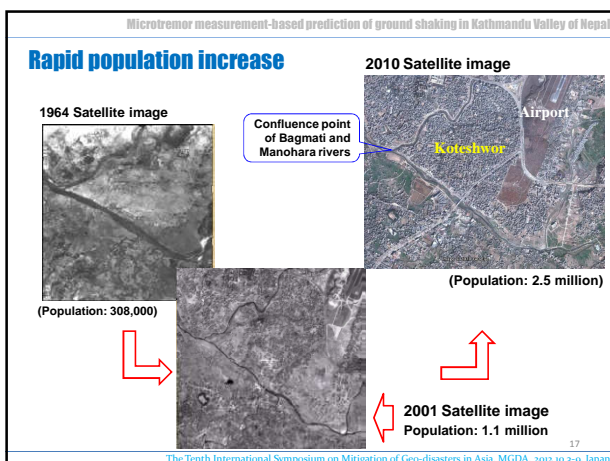 Microtremor measurement-based prediction of ground shaking in Kathmandu Valley of Nepal
Rapid population increase
2010 Satellite image
1964 Satellite image
Confluence point
of Bagmati and
Manohara rivers
Airport
Koteshwor
(Population: 2.5 million)
(Population: 308,000)
2001 Satellite image
Population: 1.1 million
17
The Tenth International Symposium on Mitigation of Geo-disasters in Asia, MGDA, 2012.10.3-9, Japan